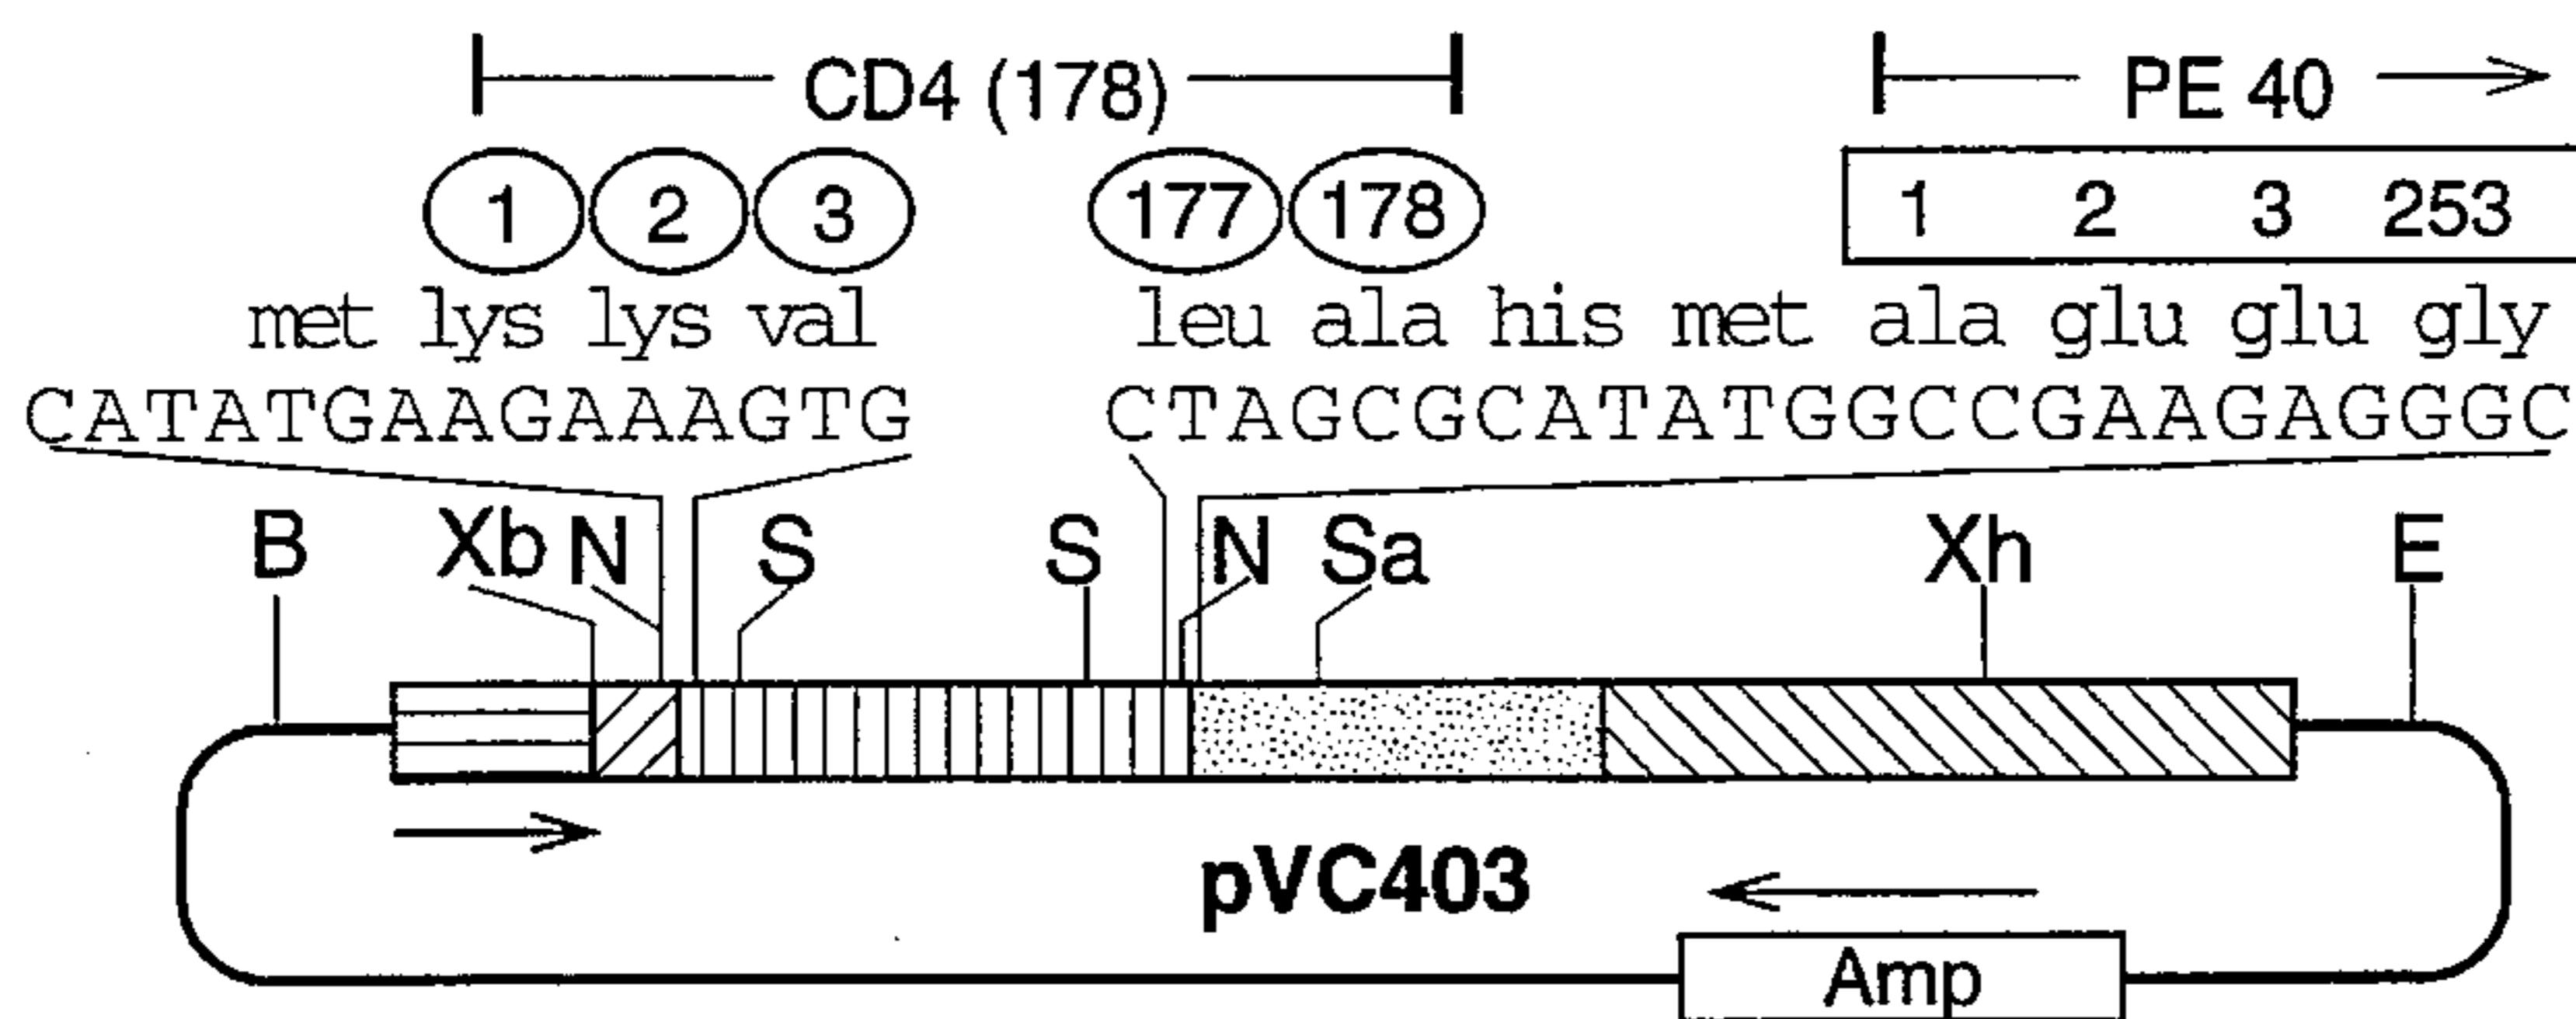 CD4 (178) PE 40
1 2 3 177 178 1 2 3 253
met lys lys val leu ala his met ala glu glu gly
CATATGAAGAAAGTG CTAGCGCATATGGCCGAAGAGGGC
B Xb N S S N Sa Xh E
pVC403
Amp